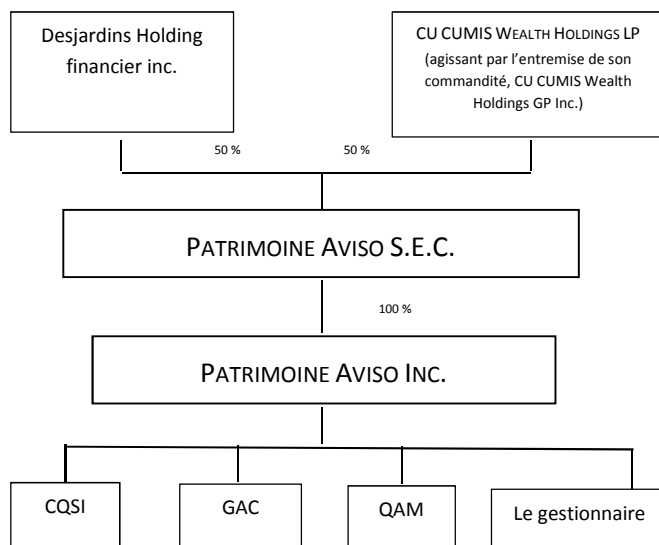 Desjardins Holding
financier inc.
CU CUMIS WEALTH HOLDINGS LP
(agissant par l'entremise de son
commandité, CU CUMIS Wealth
Holdings GP Inc.)
50 %
50 %
PATRIMOINE AVISO S.E.C.
100 %
PATRIMOINE AVISO INC.
CQSI
GAC
QAM
Le gestionnaire